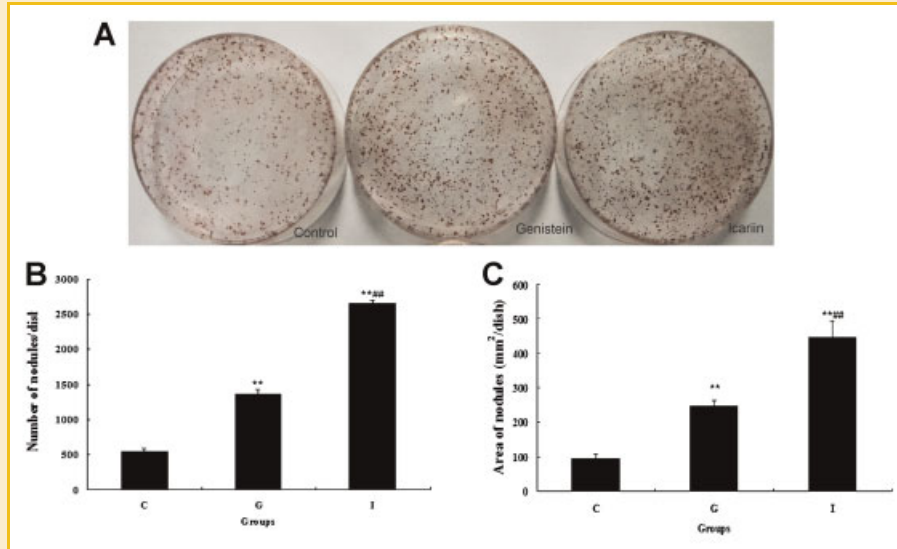 A
Control
Genistein
Icariin
B
Number of nodules/disl
3000
2500
2000
1500
1000
500
0
**
**##
C
G
I
Groups
C
Area of nodules (mm²/dish)
600
500
400
300
200
100
0
**
**##
C
G
I
Groups